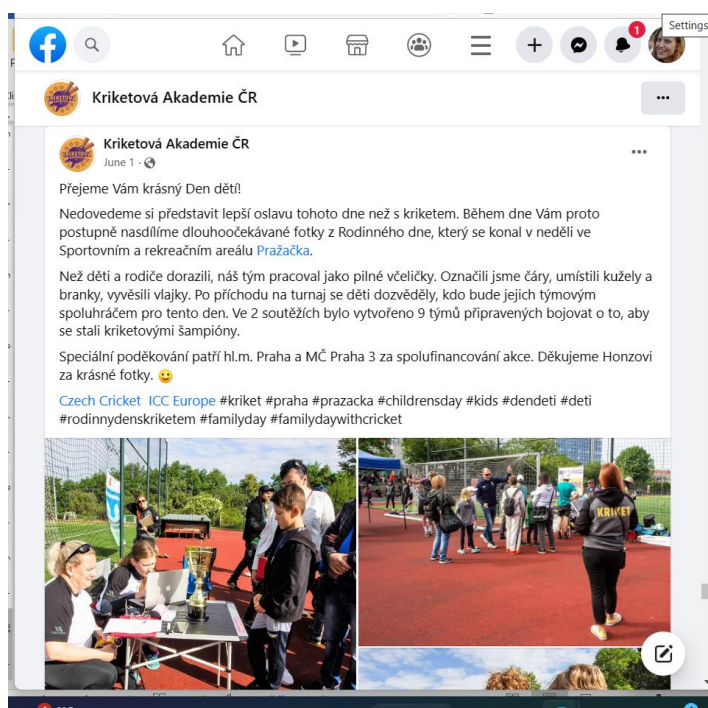 Settings
1
Kriketová Akademie ČR
Kriketová Akademie ČR
June 1 ·
Přejeme Vám krásný Den dětí!
Nedovedeme si představit lepší oslavu tohoto dne než s kriketem. Během dne Vám proto
postupně nasdílíme dlouhoočekávané fotky z Rodinného dne, který se konal v neděli ve
Sportovním a rekreačním areálu Pražačka.
Než děti a rodiče dorazili, náš tým pracoval jako pilné včeličky. Označili jsme čáry, umístili kužely a
branky, vyvěsili vlajky. Po příchodu na turnaj se děti dozvěděly, kdo bude jejich týmovým
spoluhráčem pro tento den. Ve 2 soutěžích bylo vytvořeno 9 týmů připravených bojovat o to, aby
se stali kriketovými šampióny.
Speciální poděkování patří hl.m. Praha a MČ Praha 3 za spolufinancování akce. Děkujeme Honzovi
za krásné fotky.
Czech Cricket ICC Europe #kriket #praha #prazacka #childrensday #kids #dendeti #deti
#rodinnydenskriketem #familyday #familydaywithcricket
KRIKET